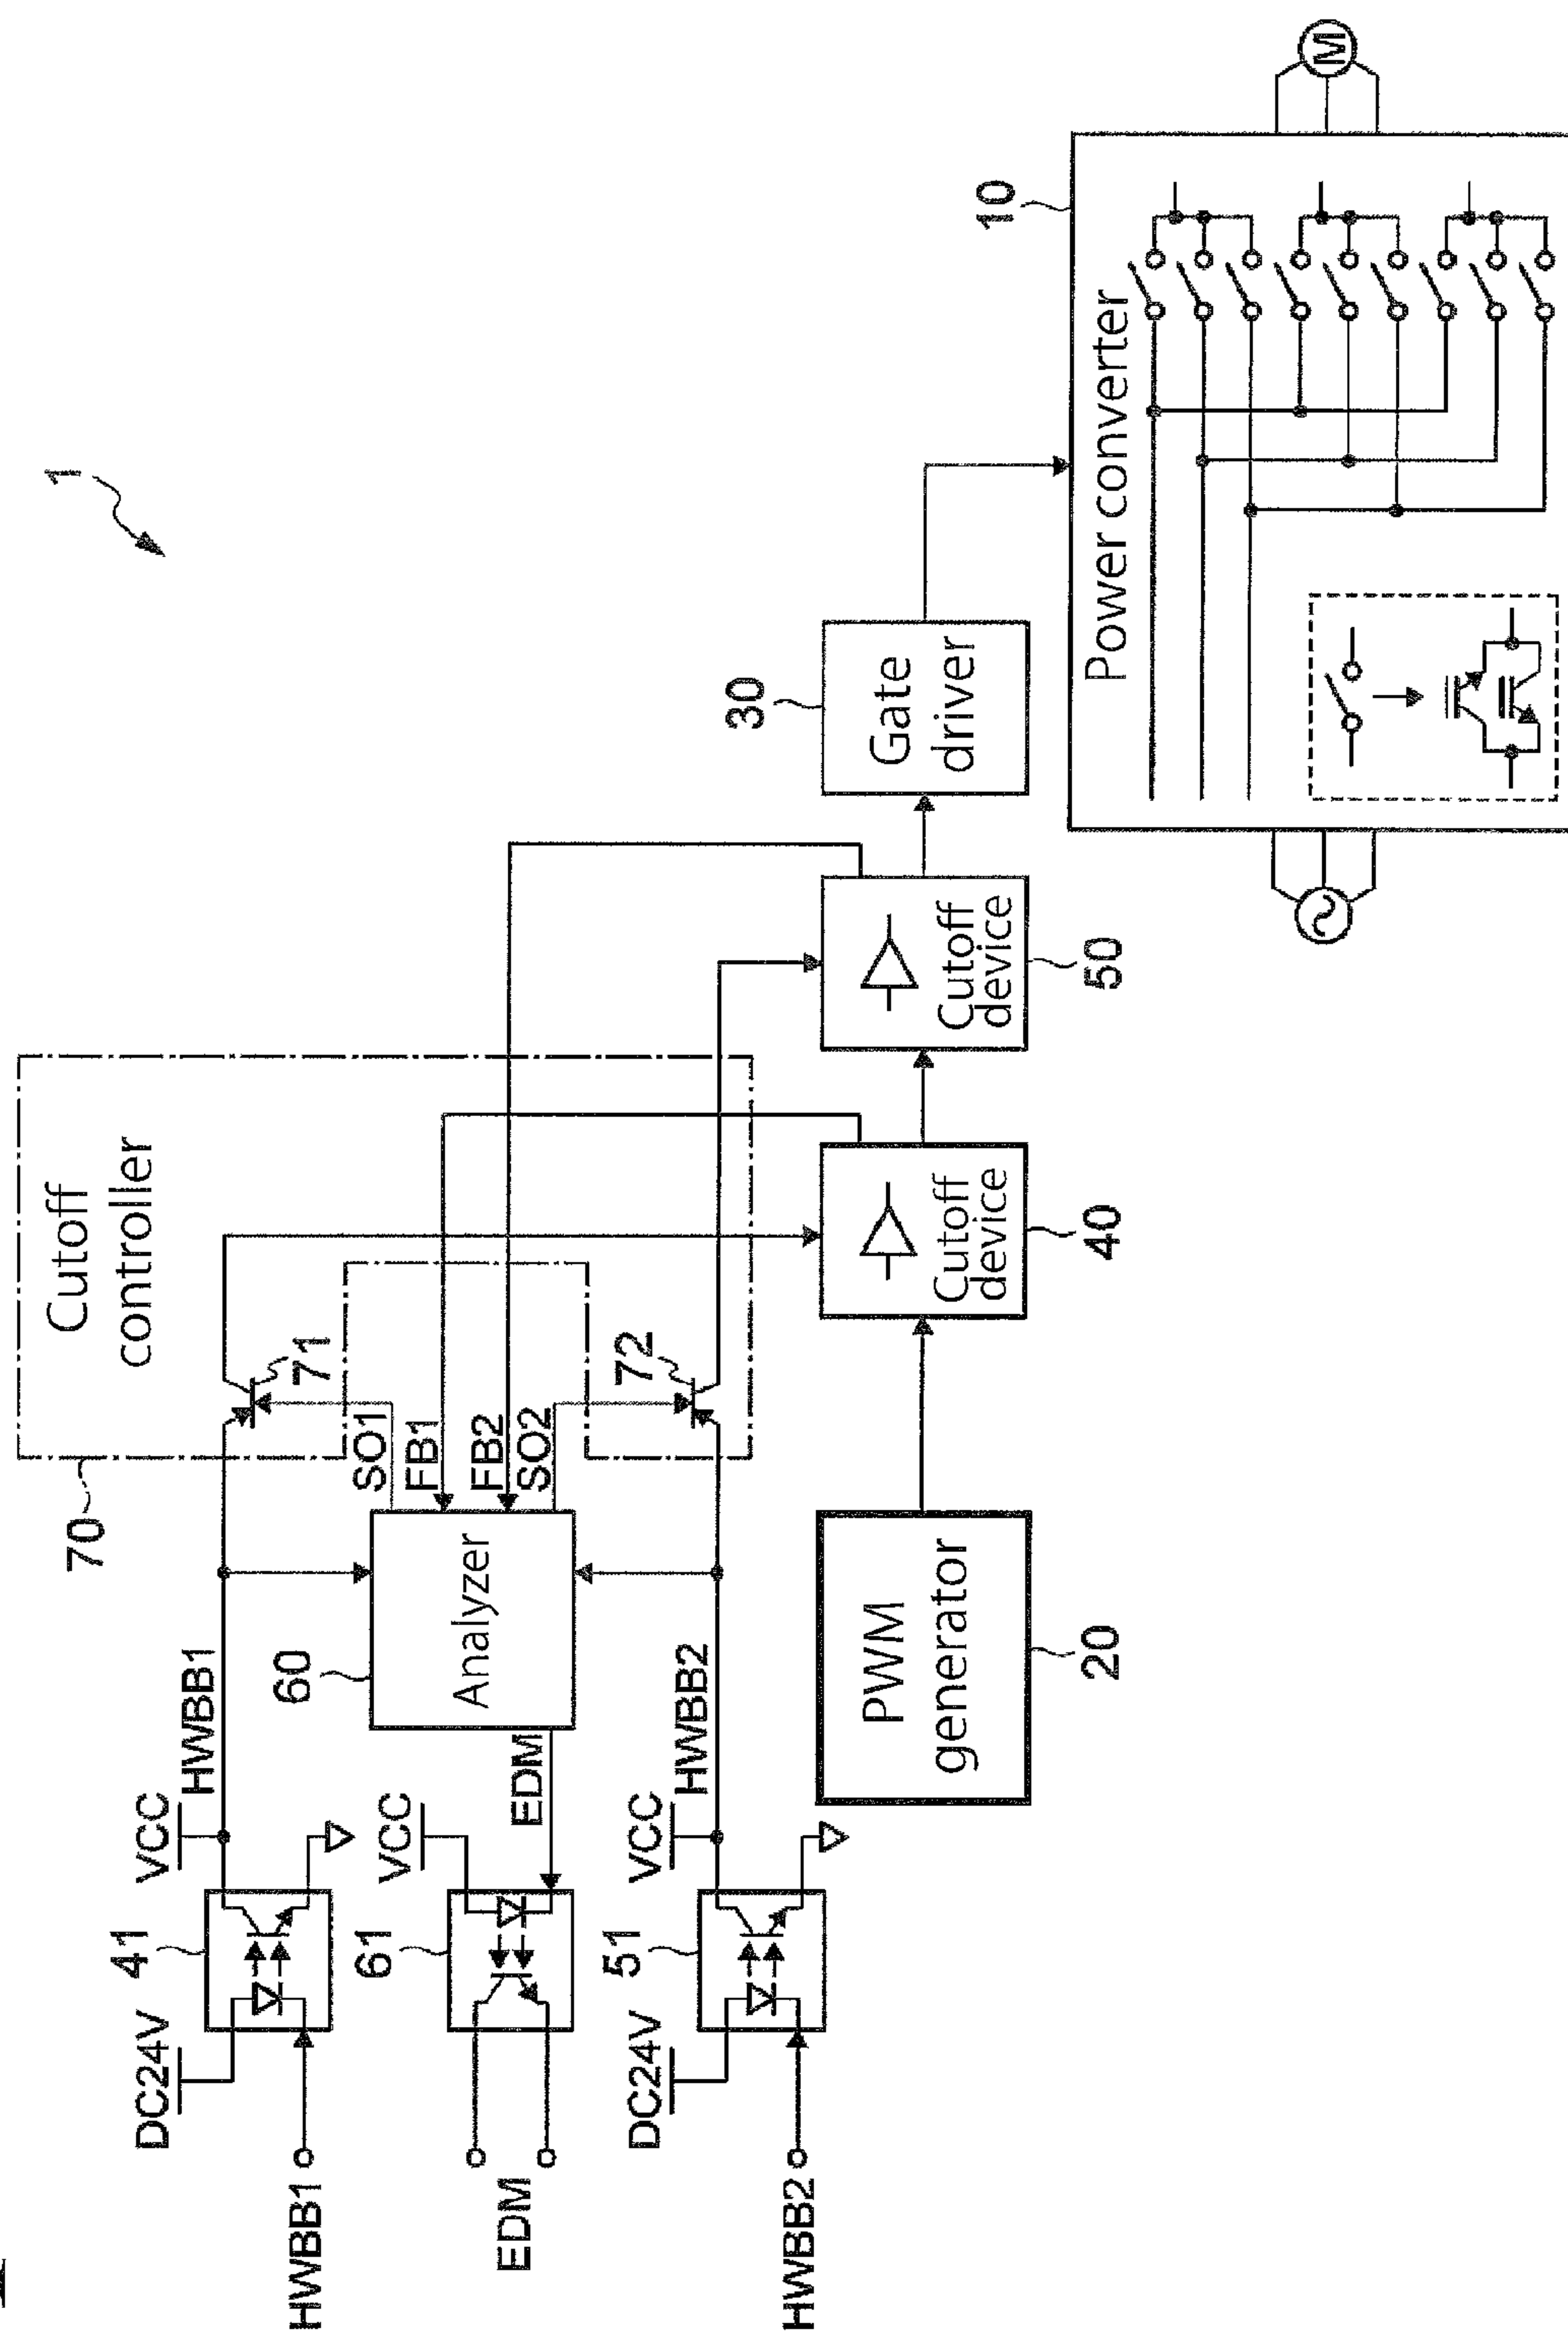 1
Cutoff
controller
70
71
72
DC24V
VCC
HWBB1
HWBB1
41
60
Analyzer
SO1
FB1
FB2
SO2
VCC
EDM
61
EDM
DC24V
VCC
HWBB2
51
HWBB2
PWM
generator
20
Cutoff
device
40
Cutoff
device
50
Gate
driver
30
10
Power converter
M